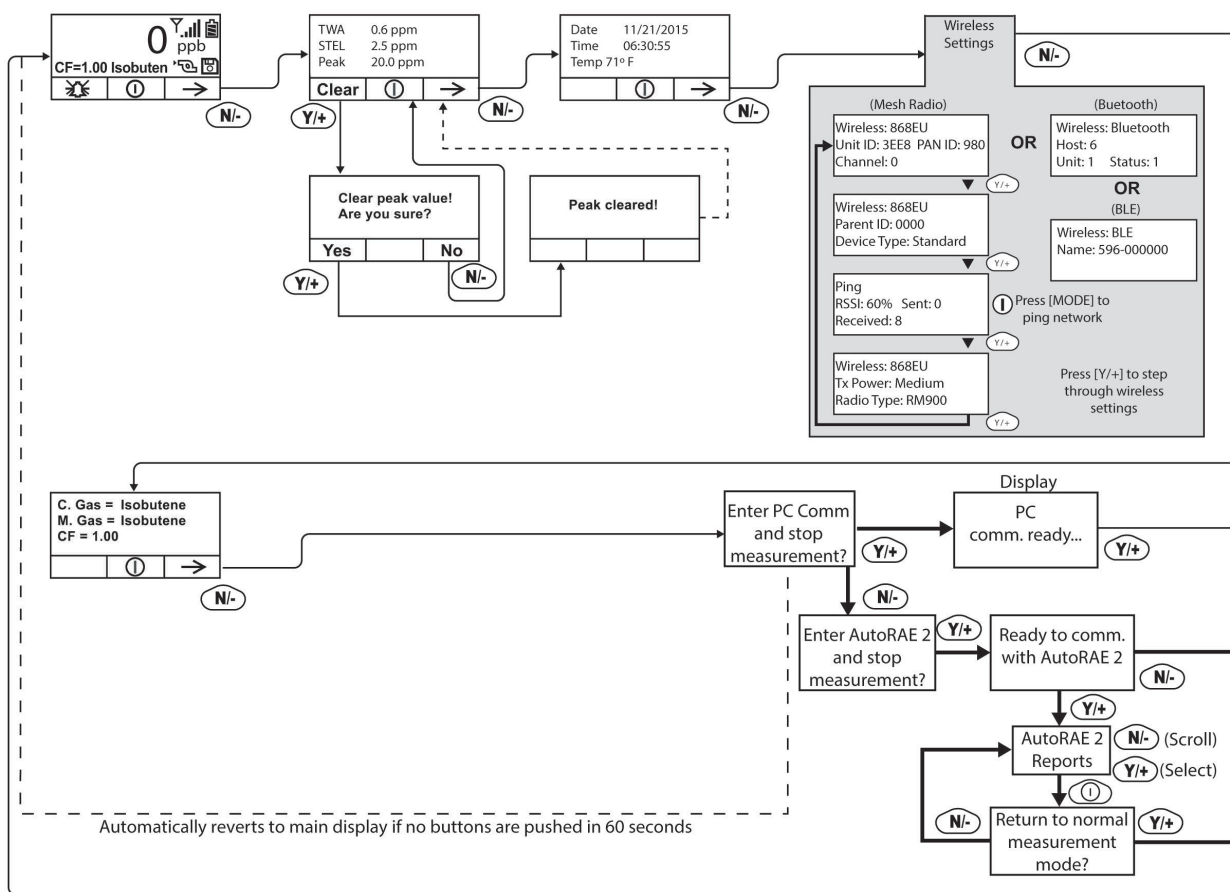 0
ppb
CF=1.00 Isobuten
N/-
TWA 0.6 ppm
STEL 2.5 ppm
Peak 20.0 ppm
Clear
Y/+
N/-
Date 11/21/2015
Time 06:30:55
Temp 71º F
N/-
Clear peak value!
Are you sure?
Yes No
Y/+
N/-
Peak cleared!
Wireless
Settings
N/-
(Mesh Radio)
Wireless: 868EU
Unit ID: 3EE8 PAN ID: 980
Channel: 0
Y/+
Wireless: 868EU
Parent ID: 0000
Device Type: Standard
Y/+
Ping
RSSI: 60% Sent: 0
Received: 8
Y/+
Wireless: 868EU
Tx Power: Medium
Radio Type: RM900
Y/+
OR
(Buetooth)
Wireless: Bluetooth
Host: 6
Unit: 1 Status: 1
OR
(BLE)
Wireless: BLE
Name: 596-000000
Press [MODE] to
ping network
Press [Y/+] to step
through wireless
settings
C. Gas = Isobutene
M. Gas = Isobutene
CF = 1.00
N/-
Enter PC Comm
and stop
measurement?
Y/+
N/-
Display
PC
comm. ready...
Y/+
Enter AutoRAE 2
and stop
measurement?
Y/+
Ready to comm.
with AutoRAE 2
N/-
Y/+
AutoRAE 2
Reports
N/- (Scroll)
Y/+ (Select)
Return to normal
measurement
mode?
N/-
Y/+
Automatically reverts to main display if no buttons are pushed in 60 seconds